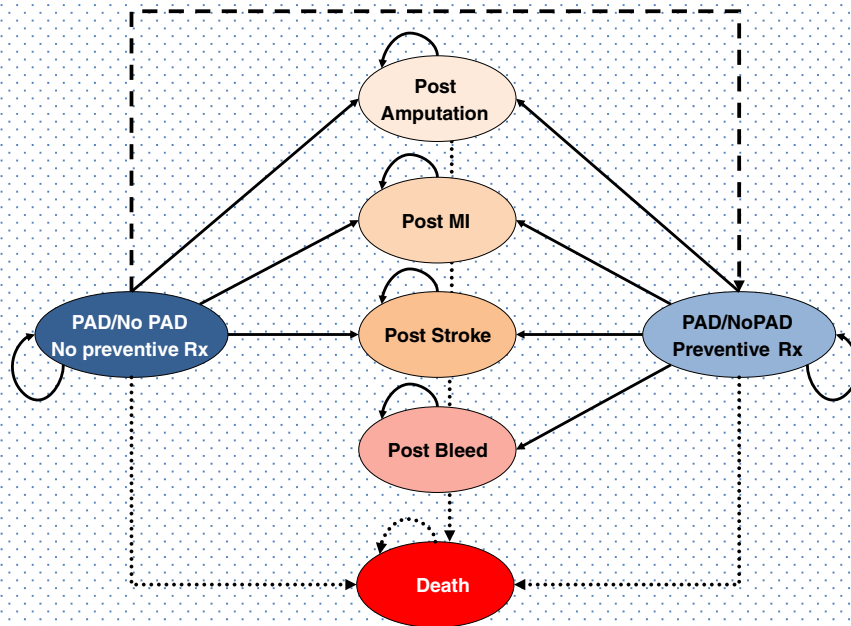 Post
Amputation
Post MI
PAD/No PAD
No preventive Rx
Post Stroke
PAD/NoPAD
Preventive Rx
Post Bleed
Death